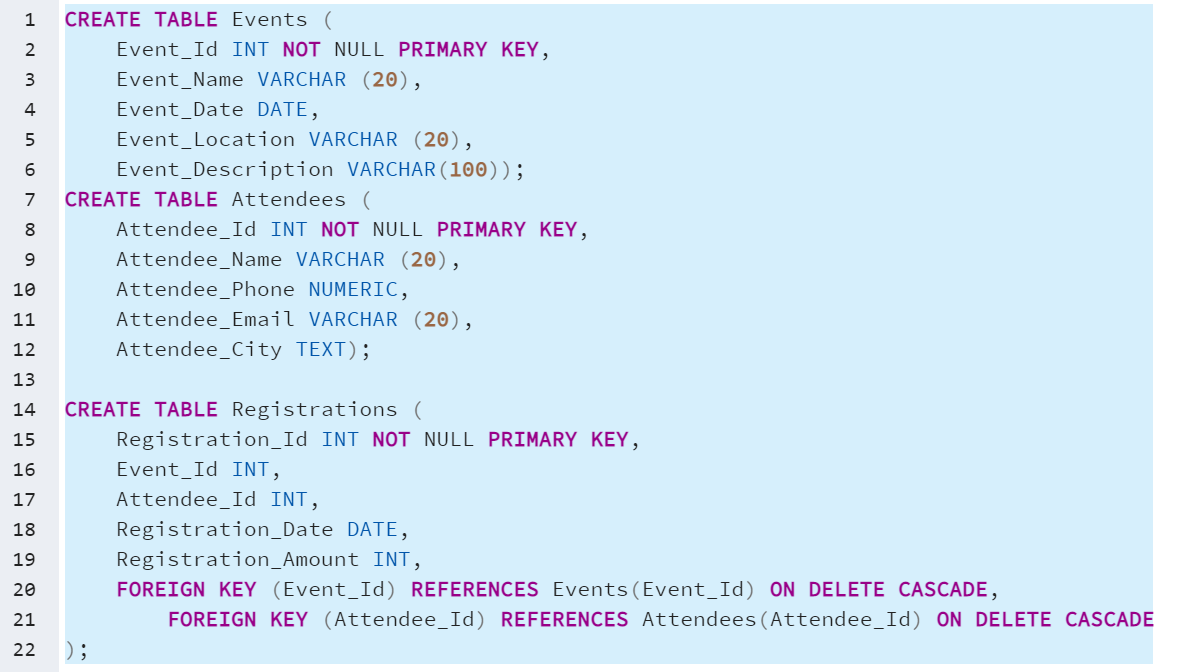 1 CREATE TABLE Events (
2 Event_Id INT NOT NULL PRIMARY KEY,
3 Event_Name VARCHAR (20),
4 Event_Date DATE,
5 Event_Location VARCHAR (20),
6 Event_Description VARCHAR(100));
7 CREATE TABLE Attendees (
8 Attendee_Id INT NOT NULL PRIMARY KEY,
9 Attendee_Name VARCHAR (20),
10 Attendee_Phone NUMERIC,
11 Attendee_Email VARCHAR (20),
12 Attendee_City TEXT);
13
14 CREATE TABLE Registrations (
15 Registration_Id INT NOT NULL PRIMARY KEY,
16 Event_Id INT,
17 Attendee_Id INT,
18 Registration_Date DATE,
19 Registration_Amount INT,
20 FOREIGN KEY (Event_Id) REFERENCES Events(Event_Id) ON DELETE CASCADE,
21 FOREIGN KEY (Attendee_Id) REFERENCES Attendees(Attendee_Id) ON DELETE CASCADE
22 );